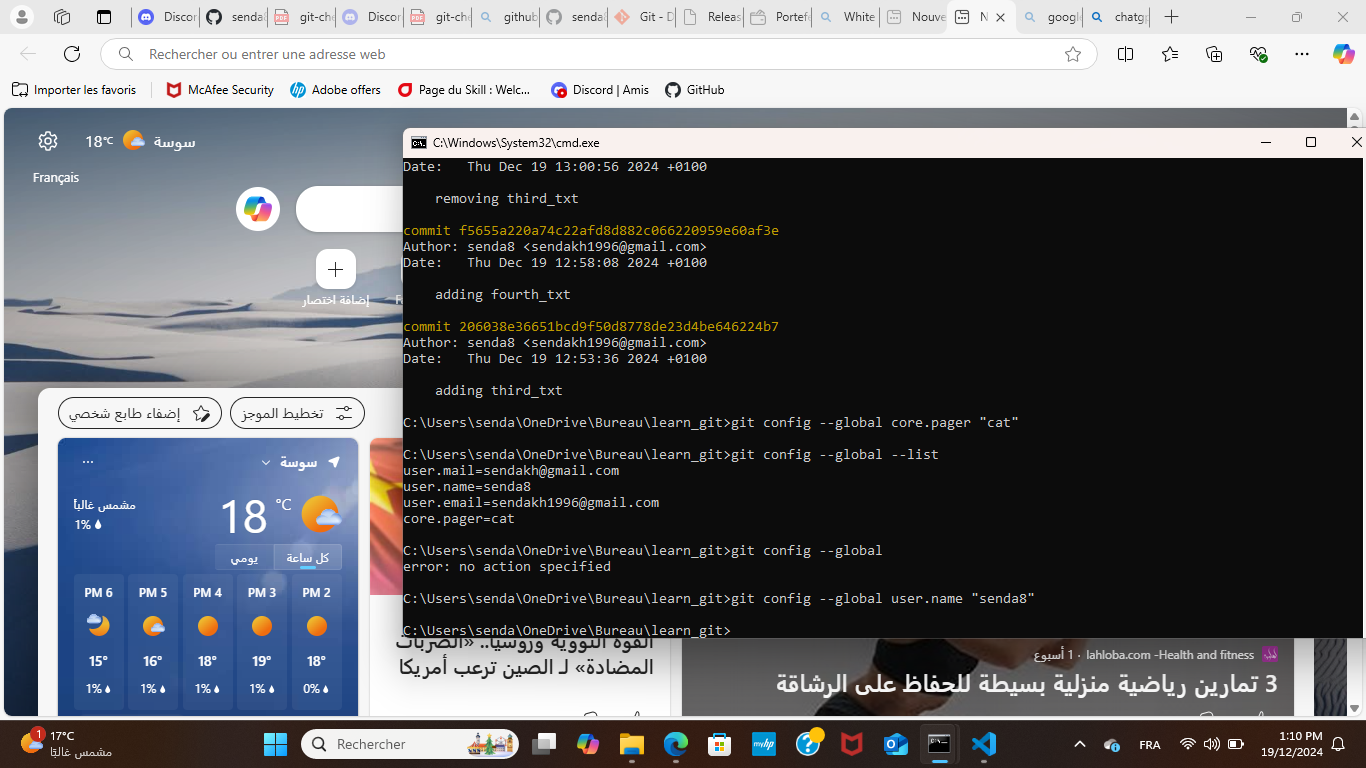 Discor
sendal
git-che
Discor
git-che
github
sendal
Git - D
Releas
Portefe
White
Nouve
N
google
chatgp
Rechercher ou entrer une adresse web
Importer les favoris
McAfee Security
Adobe offers
Page du Skill : Welc...
Discord | Amis
GitHub
18°C
سوسة
Français
إضافة اختصار
إضفاء طابع شخصي
تخطيط الموجز
سوسة
مشمس غالباً
1%
18 °C
يومي
كل ساعة
PM 6
PM 5
PM 4
PM 3
PM 2
15°
16°
18°
19°
18°
1%
1%
1%
1%
0%
C:\Windows\System32\cmd.exe
Date:   Thu Dec 19 13:00:56 2024 +0100
removing third_txt
commit f5655a220a74c22afd8d882c066220959e60af3e
Author: senda8 <sendakh1996@gmail.com>
Date:   Thu Dec 19 12:58:08 2024 +0100
adding fourth_txt
commit 206038e36651bcd9f50d8778de23d4be646224b7
Author: senda8 <sendakh1996@gmail.com>
Date:   Thu Dec 19 12:53:36 2024 +0100
adding third_txt
C:\Users\senda\OneDrive\Bureau\learn_git>git config --global core.pager "cat"
C:\Users\senda\OneDrive\Bureau\learn_git>git config --global --list
user.mail=sendakh@gmail.com
user.name=senda8
user.email=sendakh1996@gmail.com
core.pager=cat
C:\Users\senda\OneDrive\Bureau\learn_git>git config --global
error: no action specified
C:\Users\senda\OneDrive\Bureau\learn_git>git config --global user.name "senda8"
C:\Users\senda\OneDrive\Bureau\learn_git>
القوة النووية وروسيا.. «الضربات
المضادة» لـ الصين ترعب أمريكا
lahloba.com -Health and fitness · 1 أسبوع
3 تمارين رياضية منزلية بسيطة للحفاظ على الرشاقة
1
17°C
مشمس غالبًا
Rechercher
myhp
FRA
1:10 PM
19/12/2024